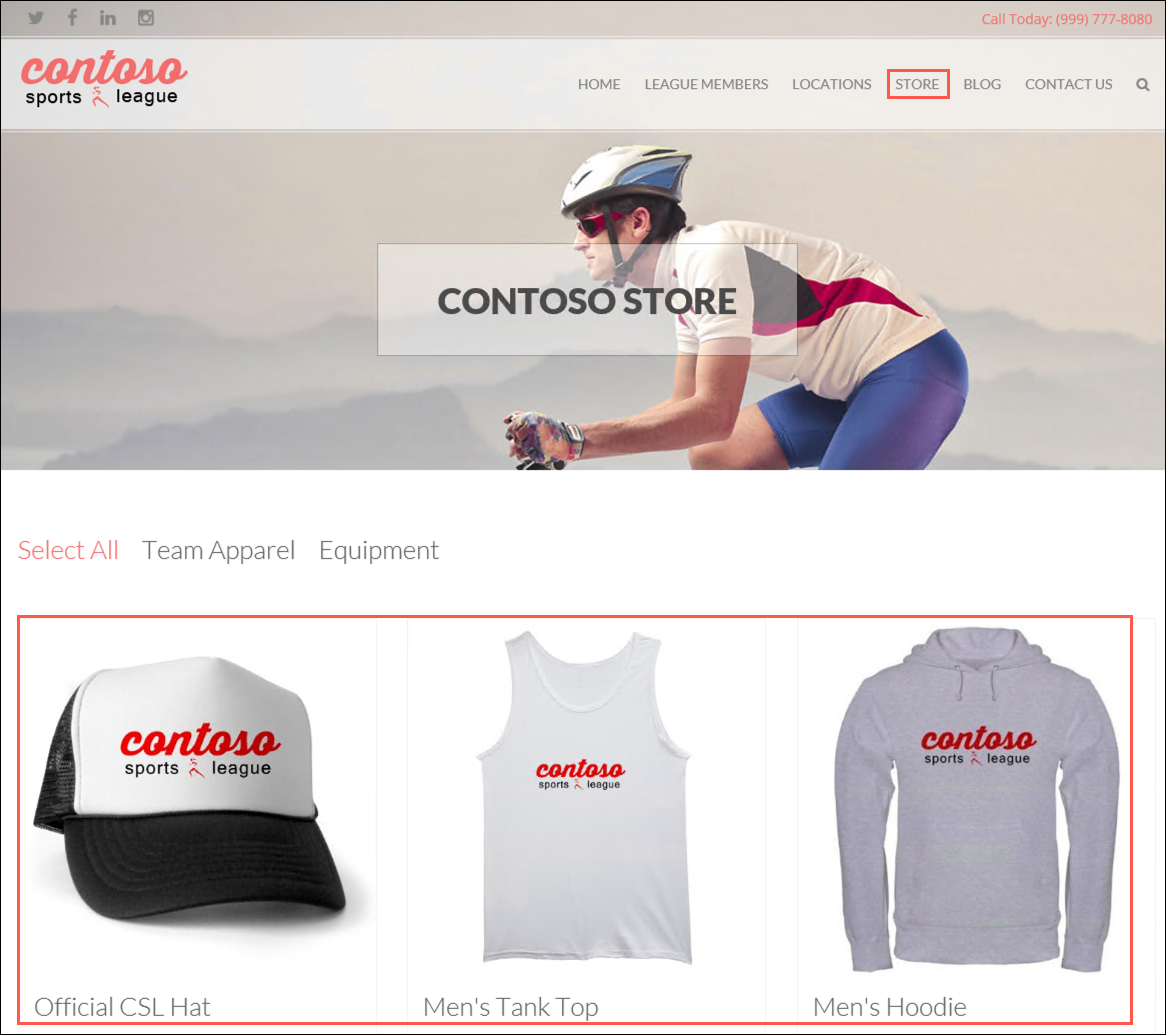 Call Today: (999) 777-8080
contoso
sports league
HOME LEAGUE MEMBERS LOCATIONS STORE BLOG CONTACT US
CONTOSO STORE
Select All Team Apparel Equipment
contoso
sports league
contoso
sports league
contoso
sports league
Official CSL Hat
Men's Tank Top
Men's Hoodie